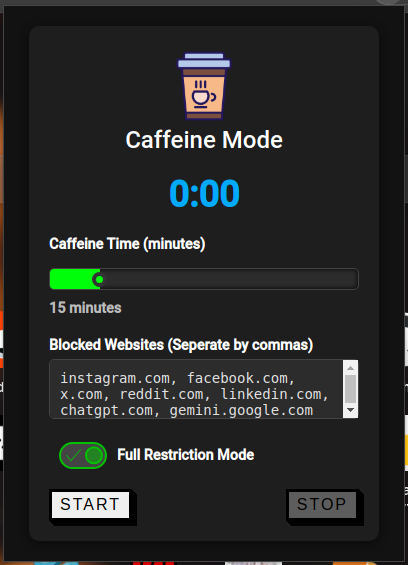 Caffeine Mode
0:00
Caffeine Time (minutes)
15 minutes
Blocked Websites (Seperate by commas)
instagram.com, facebook.com,
x.com, reddit.com, linkedin.com,
chatgpt.com, gemini.google.com
Full Restriction Mode
START
STOP